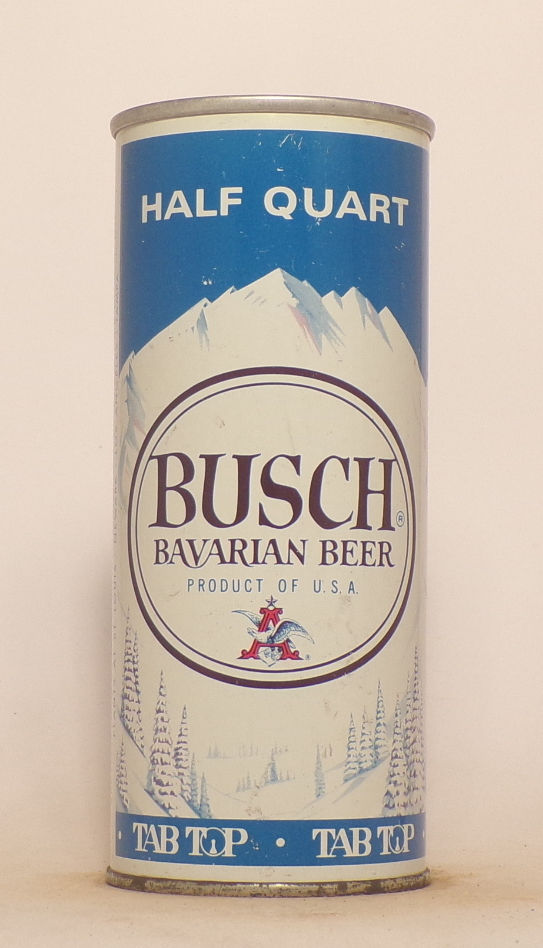 HALF QUART
BUSCH®
BAVARIAN BEER
PRODUCT OF U.S.A.
A ®
• TAB TOP • TAB TOP •